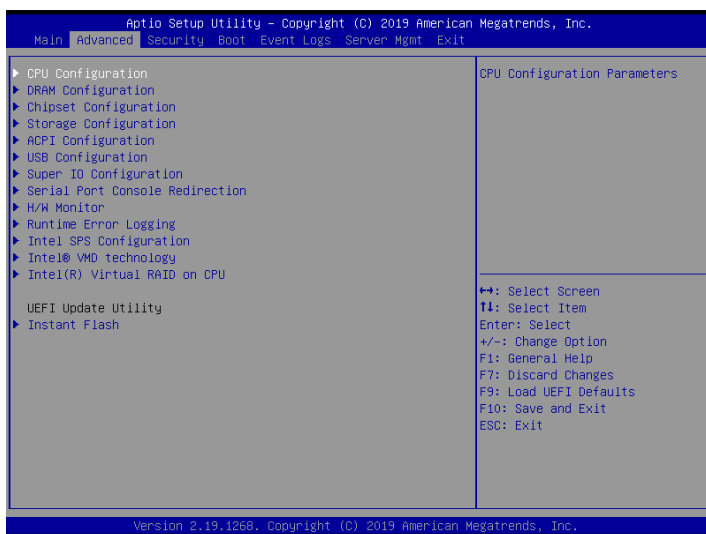 Aptio Setup Utility – Copyright (C) 2019 American Megatrends, Inc.
Main Advanced Security Boot Event Logs Server Mgmt Exit
CPU Configuration
DRAM Configuration
Chipset Configuration
Storage Configuration
ACPI Configuration
USB Configuration
Super IO Configuration
Serial Port Console Redirection
H/W Monitor
Runtime Error Logging
Intel SPS Configuration
Intel® VMD technology
Intel(R) Virtual RAID on CPU
UEFI Update Utility
Instant Flash
CPU Configuration Parameters
↔: Select Screen
↑↓: Select Item
Enter: Select
+/-: Change Option
F1: General Help
F7: Discard Changes
F9: Load UEFI Defaults
F10: Save and Exit
ESC: Exit
Version 2.19.1268. Copyright (C) 2019 American Megatrends, Inc.